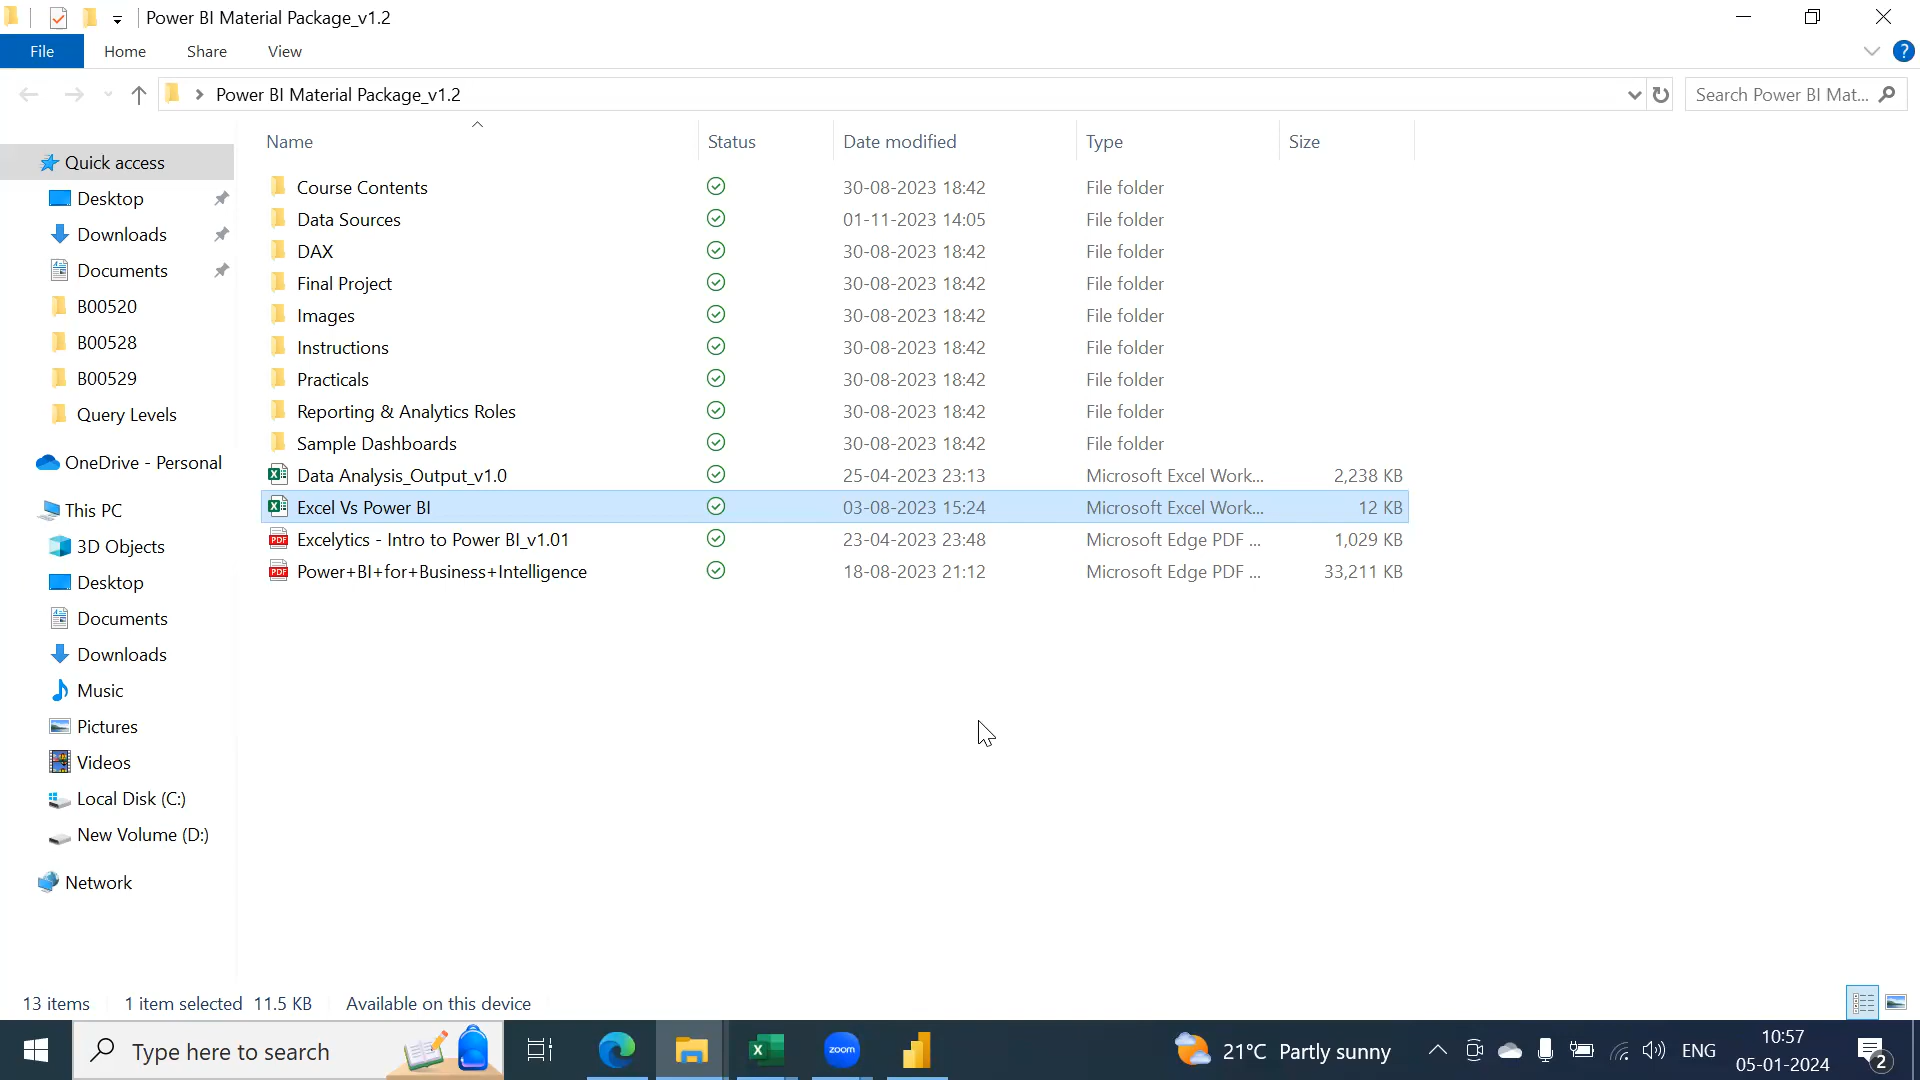 Power BI Material Package_v1.2
File Home Share View
Power BI Material Package_v1.2 Search Power BI Mat...
Name Status Date modified Type Size
Quick access
Desktop
Downloads
Documents
B00520
B00528
B00529
Query Levels
OneDrive - Personal
This PC
3D Objects
Desktop
Documents
Downloads
Music
Pictures
Videos
Local Disk (C:)
New Volume (D:)
Network
Course Contents 30-08-2023 18:42 File folder
Data Sources 01-11-2023 14:05 File folder
DAX 30-08-2023 18:42 File folder
Final Project 30-08-2023 18:42 File folder
Images 30-08-2023 18:42 File folder
Instructions 30-08-2023 18:42 File folder
Practicals 30-08-2023 18:42 File folder
Reporting & Analytics Roles 30-08-2023 18:42 File folder
Sample Dashboards 30-08-2023 18:42 File folder
Data Analysis_Output_v1.0 25-04-2023 23:13 Microsoft Excel Work... 2,238 KB
Excel Vs Power BI 03-08-2023 15:24 Microsoft Excel Work... 12 KB
PDF Excelytics - Intro to Power BI_v1.01 23-04-2023 23:48 Microsoft Edge PDF ... 1,029 KB
PDF Power+BI+for+Business+Intelligence 18-08-2023 21:12 Microsoft Edge PDF ... 33,211 KB
13 items 1 item selected 11.5 KB Available on this device
Type here to search zoom 21°C Partly sunny ENG 10:57
05-01-2024 2